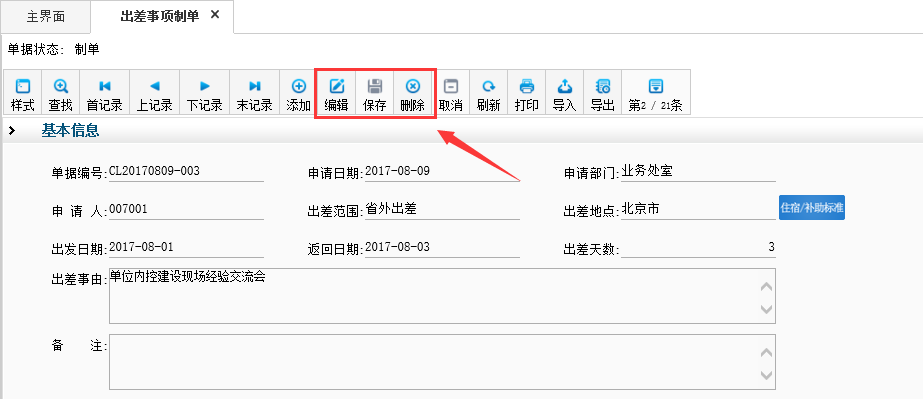 主界面 出差事项制单 ×
单据状态: 制单
样式 查找 首记录 上记录 下记录 末记录 添加 编辑 保存 删除 取消 刷新 打印 导入 导出 第2 / 21条
基本信息
单据编号:CL20170809-003 申请日期:2017-08-09 申请部门:业务处室
申 请 人:007001 出差范围:省外出差 出差地点:北京市 住宿/补助标准
出发日期:2017-08-01 返回日期:2017-08-03 出差天数: 3
出差事由:单位内控建设现场经验交流会
备 注: